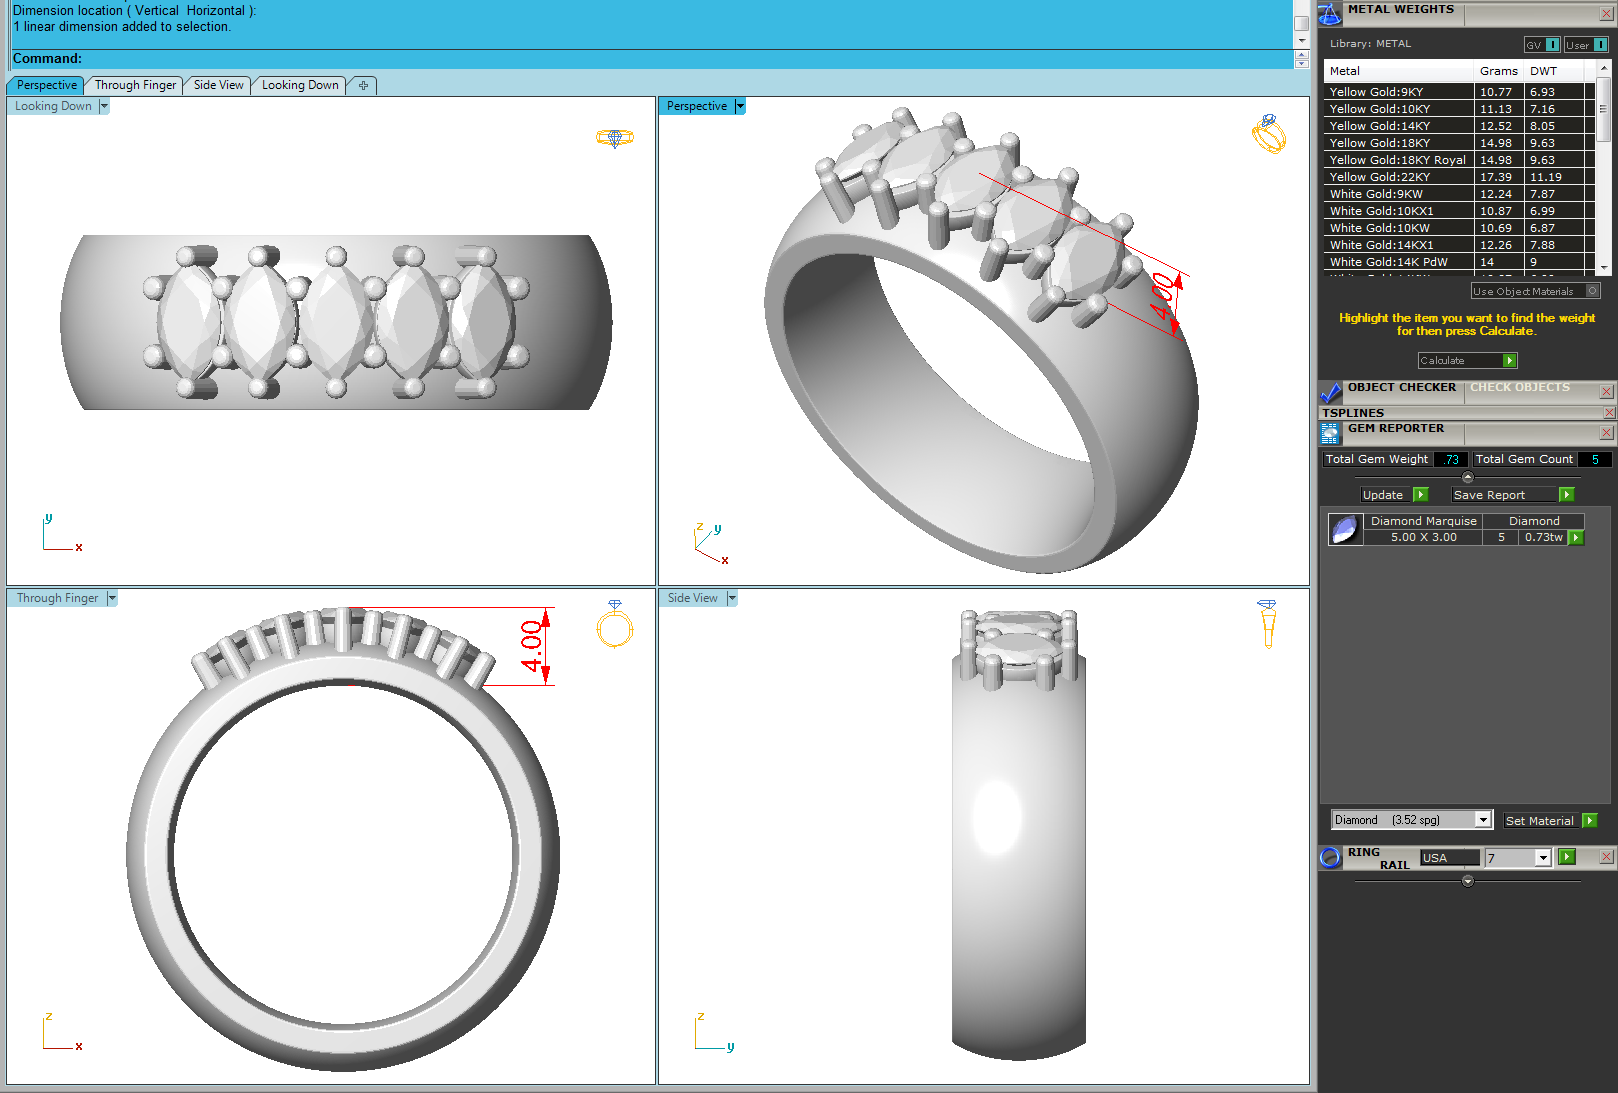 Dimension location ( Vertical  Horizontal ):
1 linear dimension added to selection.
Command:
Perspective
Through Finger
Side View
Looking Down
Looking Down
y
x
Perspective
4.00
z
y
x
Through Finger
4.00
z
x
Side View
z
y
METAL WEIGHTS
Library: METAL
GV
User
Metal Grams DWT
Yellow Gold:9KY 10.77 6.93
Yellow Gold:10KY 11.13 7.16
Yellow Gold:14KY 12.52 8.05
Yellow Gold:18KY 14.98 9.63
Yellow Gold:18KY Royal 14.98 9.63
Yellow Gold:22KY 17.39 11.19
White Gold:9KW 12.24 7.87
White Gold:10KX1 10.87 6.99
White Gold:10KW 10.69 6.87
White Gold:14KX1 12.26 7.88
White Gold:14K PdW 14 9
Use Object Materials
Highlight the item you want to find the weight
for then press Calculate.
Calculate
OBJECT CHECKER CHECK OBJECTS
TSPLINES
GEM REPORTER
Total Gem Weight .73 Total Gem Count 5
Update Save Report
Diamond Marquise Diamond
5.00 X 3.00 5 0.73tw
Diamond (3.52 spg) Set Material
RING
RAIL USA 7